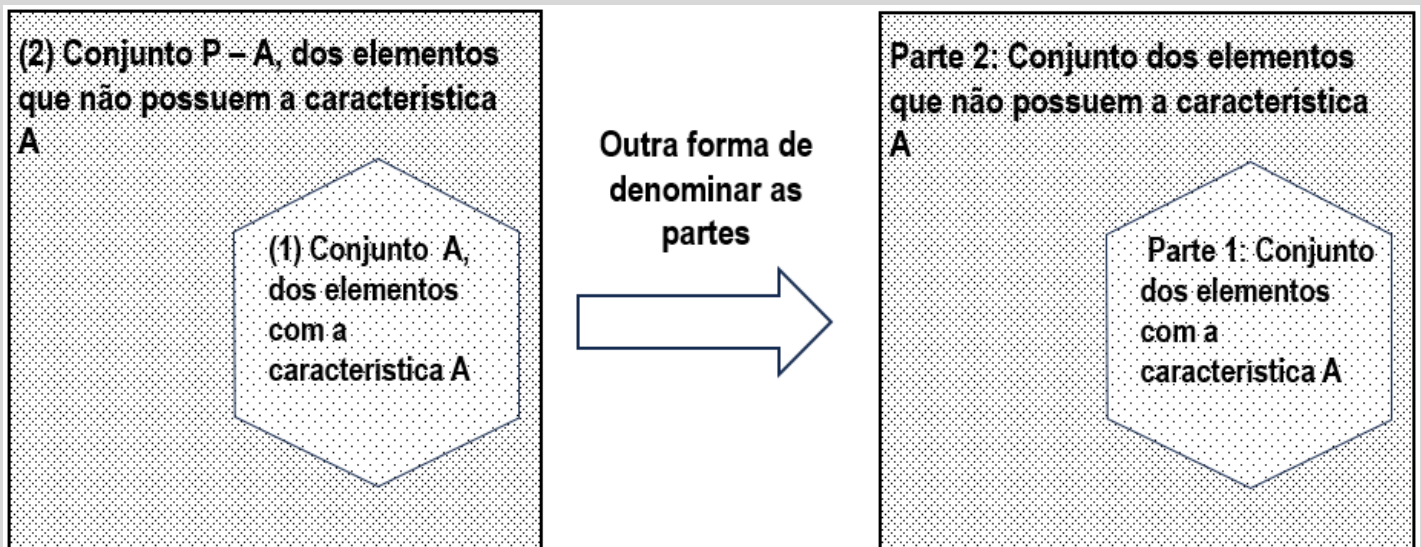 (2) Conjunto P – A, dos elementos
que não possuem a característica
A
(1) Conjunto A,
dos elementos
com a
característica A
Outra forma de
denominar as
partes
Parte 2: Conjunto dos elementos
que não possuem a característica
A
Parte 1: Conjunto
dos elementos
com a
característica A